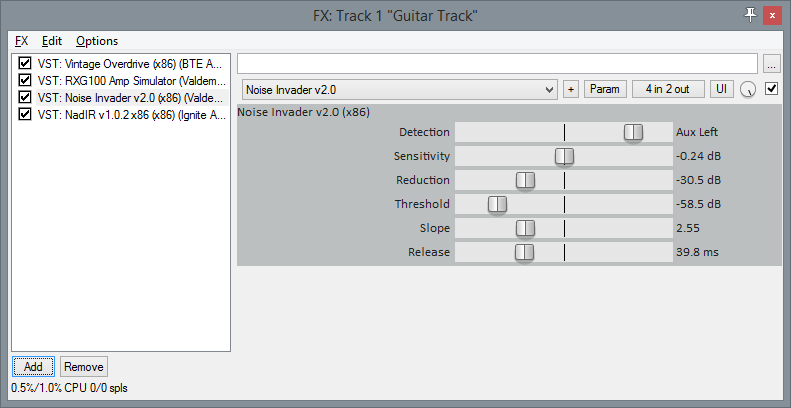 FX: Track 1 "Guitar Track"
FX Edit Options
VST: Vintage Overdrive (x86) (BTE A...
VST: RXG100 Amp Simulator (Valdem...
VST: Noise Invader v2.0 (x86) (Valde...
VST: NadIR v1.0.2 x86 (x86) (Ignite A...
...
Noise Invader v2.0 + Param 4 in 2 out UI
Noise Invader v2.0 (x86)
Detection Aux Left
Sensitivity -0.24 dB
Reduction -30.5 dB
Threshold -58.5 dB
Slope 2.55
Release 39.8 ms
Add Remove
0.5%/1.0% CPU 0/0 spls